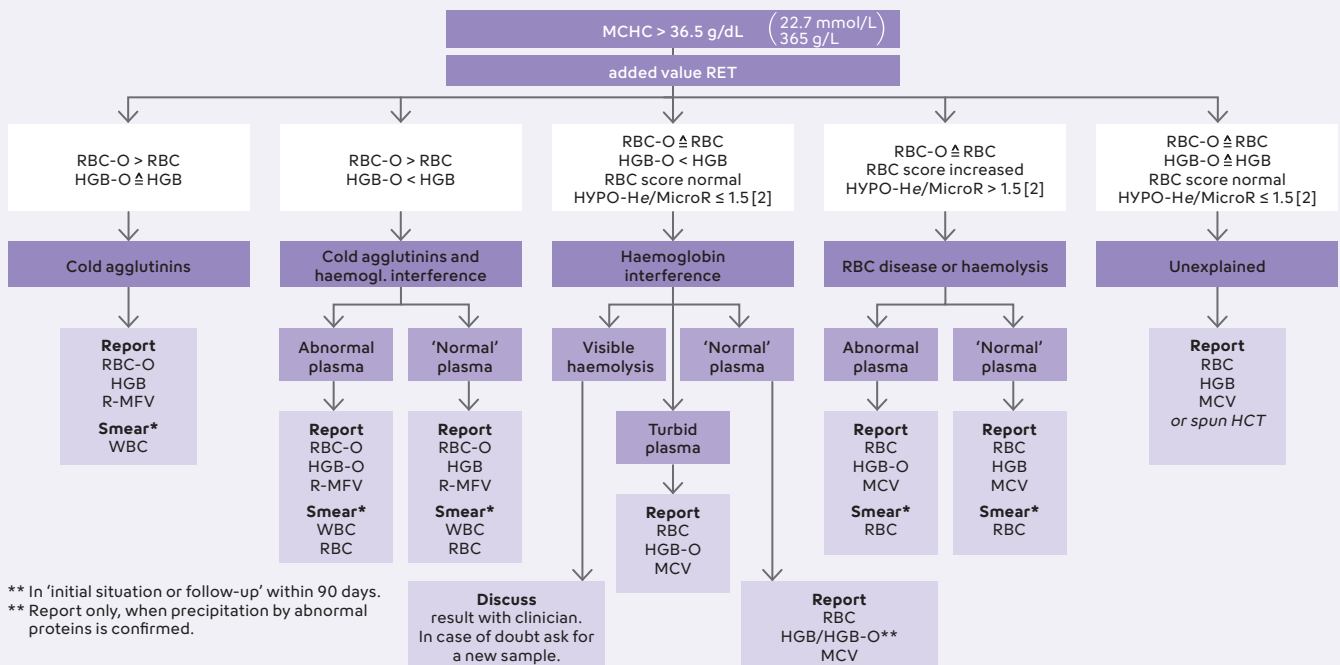 MCHC > 36.5 g/dL (22.7 mmol/L
365 g/L)
added value RET
RBC-O > RBC
HGB-O ≙ HGB
RBC-O > RBC
HGB-O < HGB
RBC-O ≙ RBC
HGB-O < HGB
RBC score normal
HYPO-He/MicroR ≤ 1.5 [2]
RBC-O ≙ RBC
RBC score increased
HYPO-He/MicroR > 1.5 [2]
RBC-O ≙ RBC
HGB-O ≙ HGB
RBC score normal
HYPO-He/MicroR ≤ 1.5 [2]
Cold agglutinins
Cold agglutinins and
haemogl. interference
Haemoglobin
interference
RBC disease or haemolysis
Unexplained
Report
RBC-O
HGB
R-MFV
Smear*
WBC
Abnormal
plasma
'Normal'
plasma
Report
RBC-O
HGB-O
R-MFV
Smear*
WBC
RBC
Report
RBC-O
HGB
R-MFV
Smear*
WBC
RBC
Visible
haemolysis
'Normal'
plasma
Turbid
plasma
Report
RBC
HGB-O
MCV
Abnormal
plasma
'Normal'
plasma
Report
RBC
HGB-O
MCV
Smear*
RBC
Report
RBC
HGB
MCV
Smear*
RBC
Report
RBC
HGB
MCV
or spun HCT
Discuss
result with clinician.
In case of doubt ask for
a new sample.
Report
RBC
HGB/HGB-O**
MCV
** In 'initial situation or follow-up' within 90 days.
** Report only, when precipitation by abnormal
proteins is confirmed.